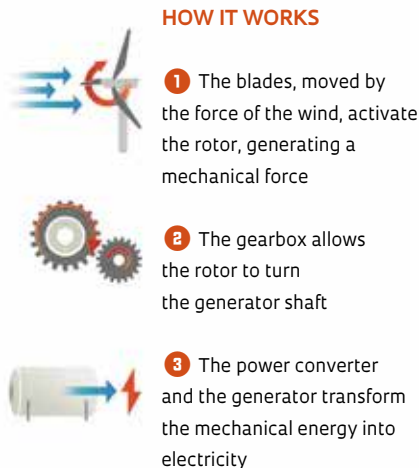 HOW IT WORKS
1 The blades, moved by
the force of the wind, activate
the rotor, generating a
mechanical force
2 The gearbox allows
the rotor to turn
the generator shaft
3 The power converter
and the generator transform
the mechanical energy into
electricity